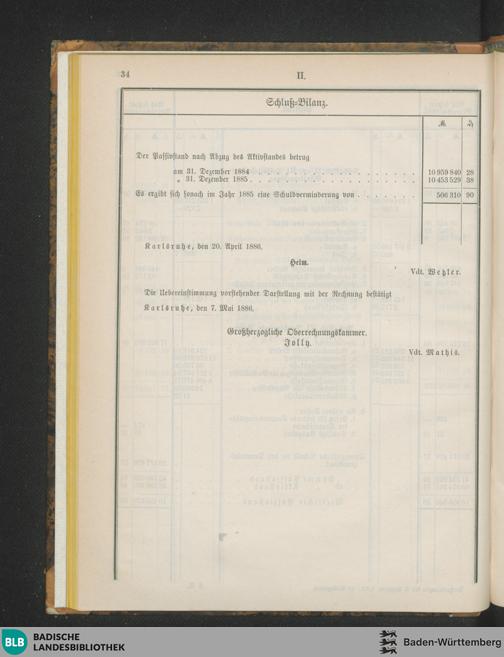 34
II.
Schluß-Bilanz.
ℳ ₰
Der Passivstand nach Abzug des Aktivstandes betrug
am 31. Dezember 1884 . . . . . . . . . . . . . . . . 10 959 840 28
„ 31. Dezember 1885 . . . . . . . . . . . . . . . . 10 453 529 38
Es ergibt sich sonach im Jahr 1885 eine Schuldverminderung von . . . . . . . 506 310 90
Karlsruhe, den 20. April 1886.
Helm.
Vdt. Wetzler.
Die Uebereinstimmung vorstehender Darstellung mit der Rechnung bestätigt
Karlsruhe, den 7. Mai 1886.
Großherzogliche Oberrechnungskammer.
Jolly.
Vdt. Mathis.
BLB BADISCHE
LANDESBIBLIOTHEK
Baden-Württemberg